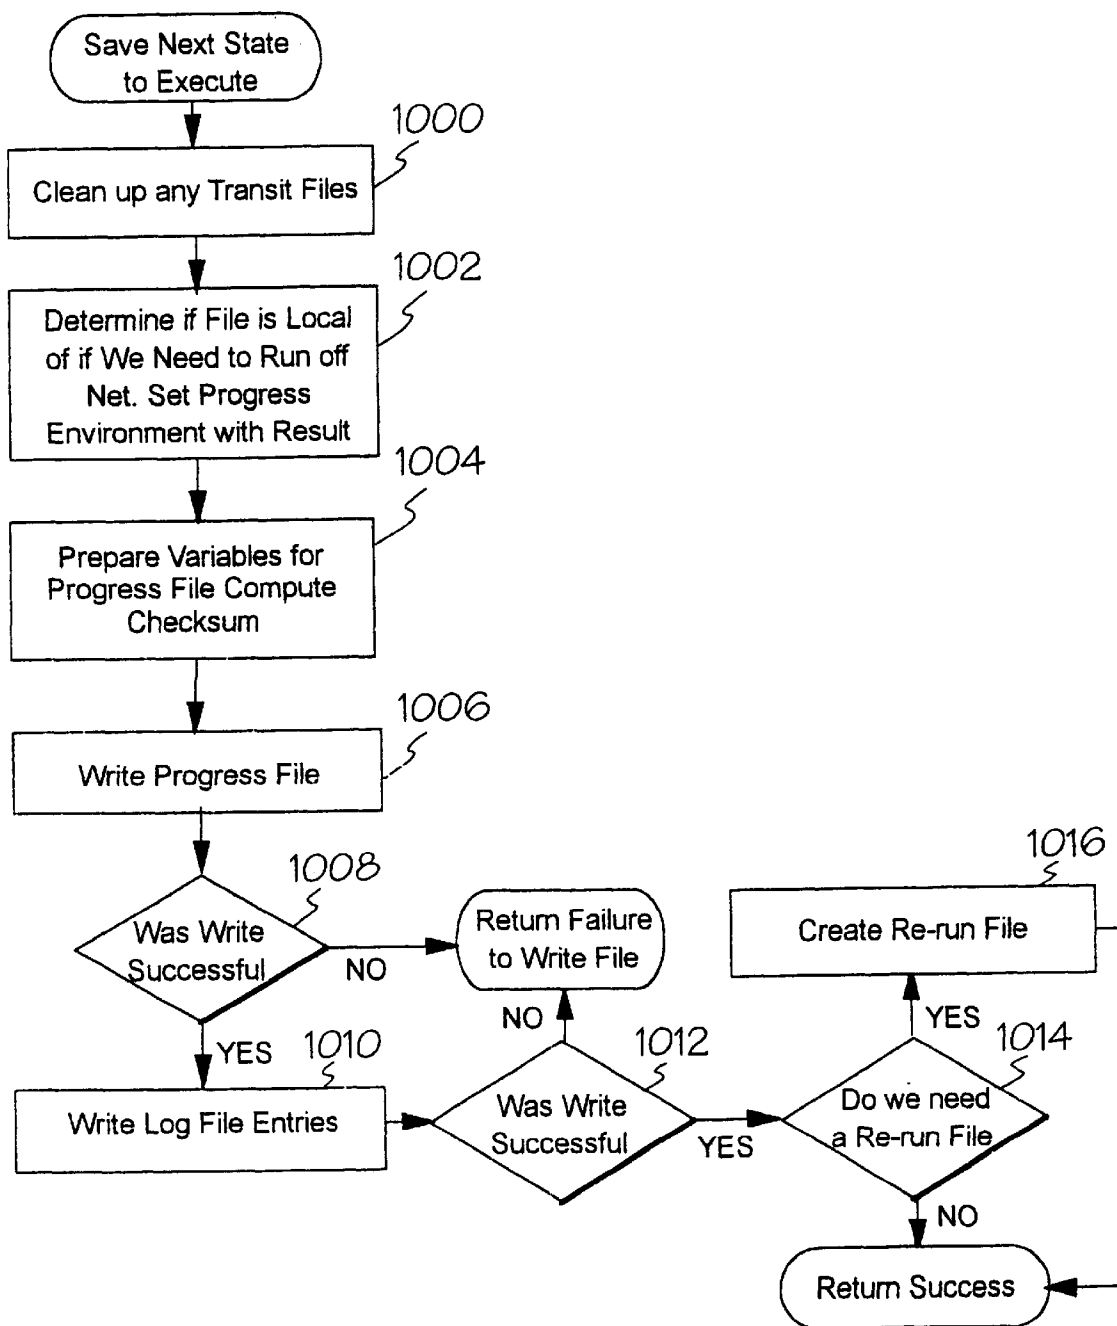 Save Next State
to Execute
1000
Clean up any Transit Files
1002
Determine if File is Local
of if We Need to Run off
Net. Set Progress
Environment with Result
1004
Prepare Variables for
Progress File Compute
Checksum
1006
Write Progress File
1008
Was Write
Successful
NO
Return Failure
to Write File
1016
Create Re-run File
YES
1010
Write Log File Entries
NO
1012
Was Write
Successful
YES
YES
1014
Do we need
a Re-run File
NO
Return Success